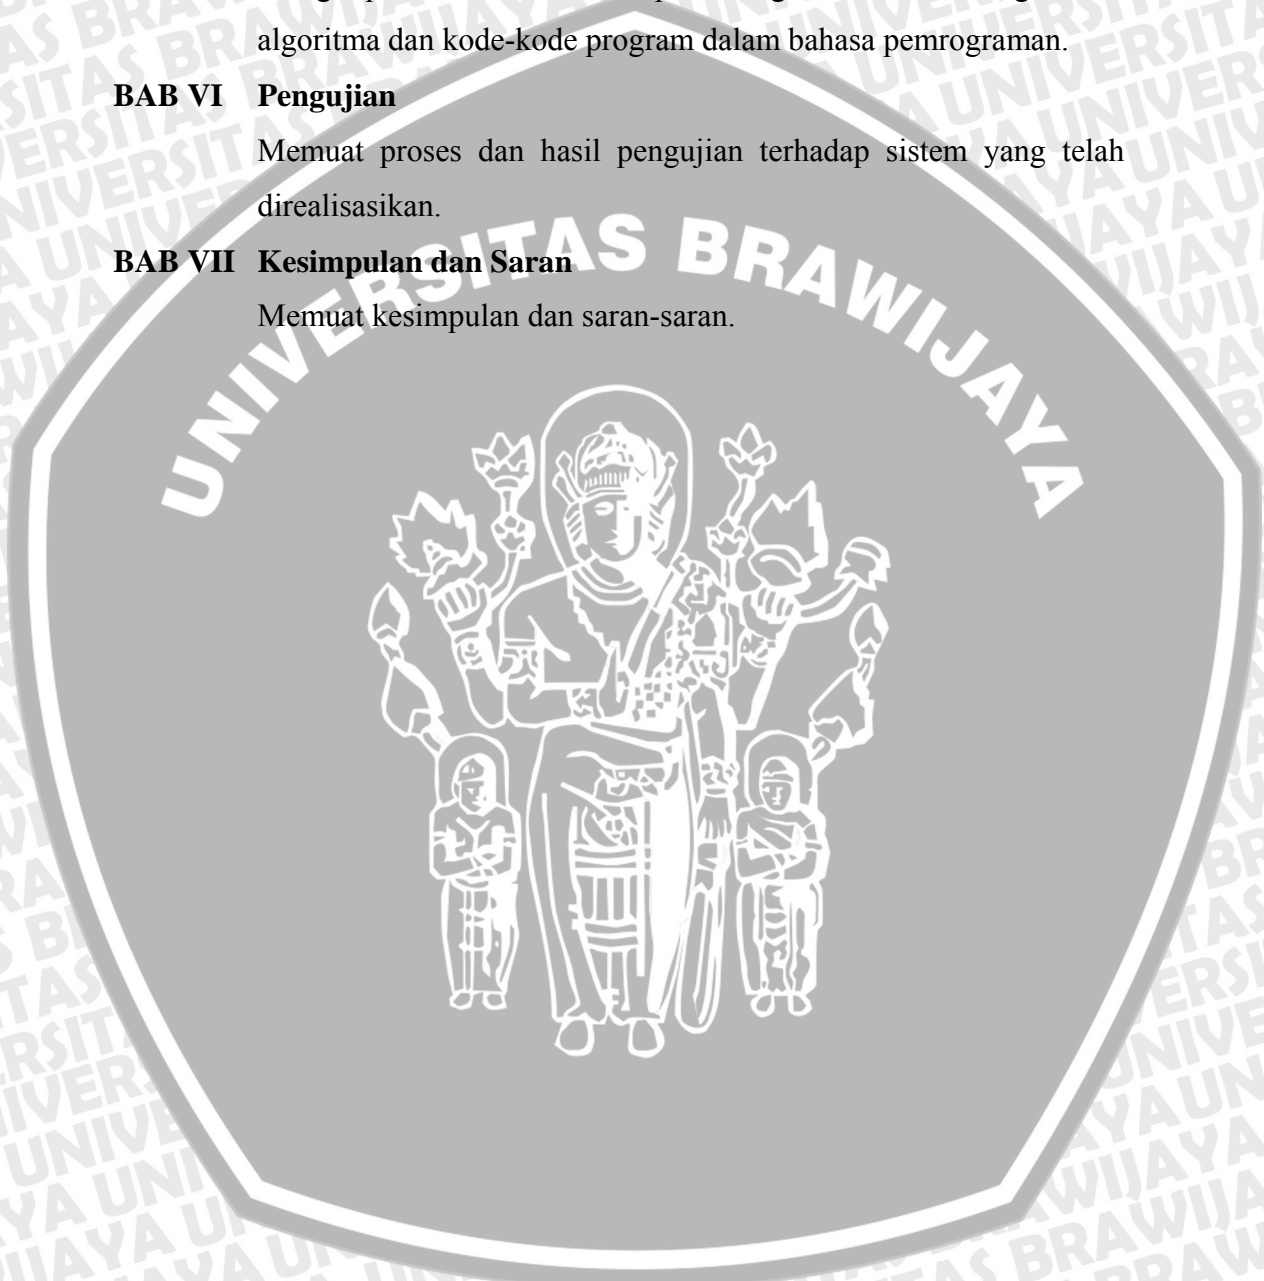 algoritma dan kode-kode program dalam bahasa pemrograman.
BAB VI Pengujian
Memuat proses dan hasil pengujian terhadap sistem yang telah
direalisasikan.
BAB VII Kesimpulan dan Saran
Memuat kesimpulan dan saran-saran.
UNIVERSITAS BRAWIJAYA